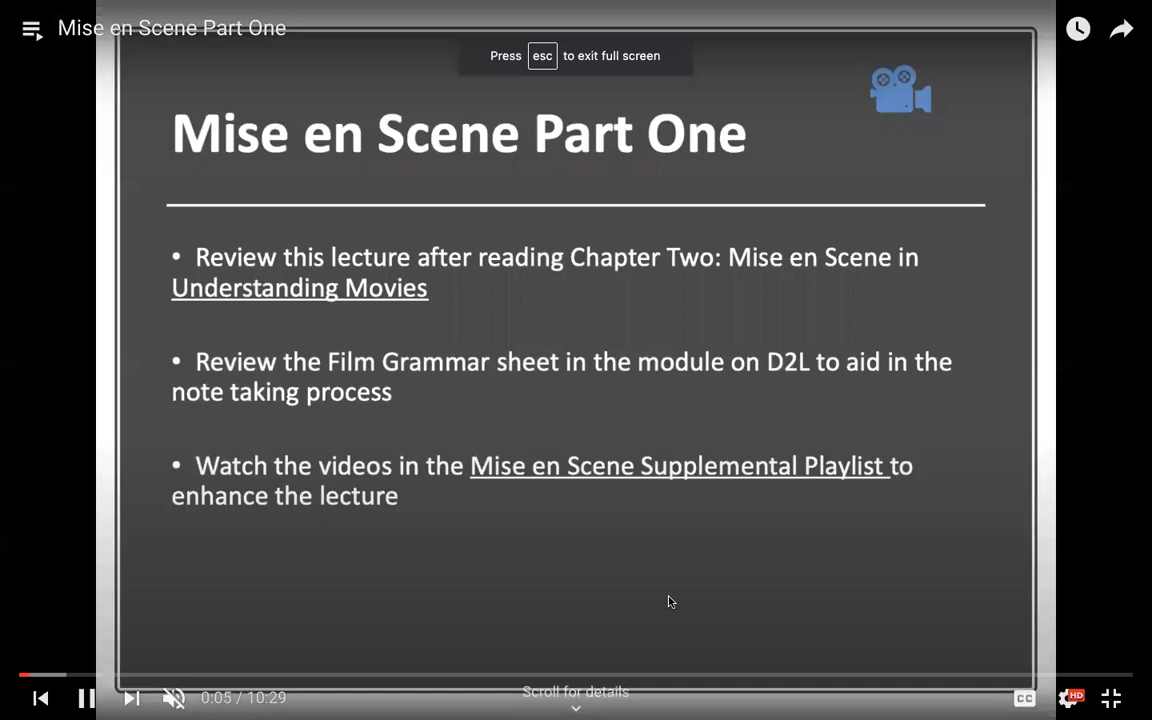 Mise en Scene Part One
Press esc to exit full screen
Mise en Scene Part One
• Review this lecture after reading Chapter Two: Mise en Scene in
Understanding Movies
• Review the Film Grammar sheet in the module on D2L to aid in the
note taking process
• Watch the videos in the Mise en Scene Supplemental Playlist to
enhance the lecture
Scroll for details
0:05 / 10:29
CC
HD